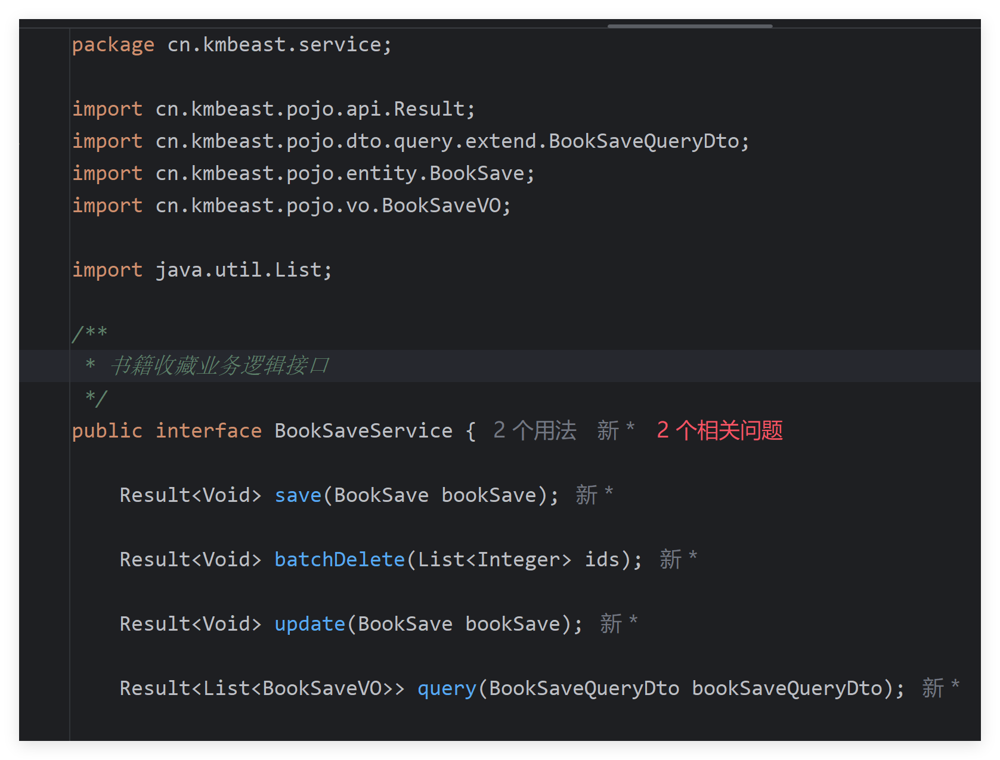 package cn.kmbeast.service;
import cn.kmbeast.pojo.api.Result;
import cn.kmbeast.pojo.dto.query.extend.BookSaveQueryDto;
import cn.kmbeast.pojo.entity.BookSave;
import cn.kmbeast.pojo.vo.BookSaveVO;
import java.util.List;
/**
 * 书籍收藏业务逻辑接口
 */
public interface BookSaveService { 2 个用法 新 * 2 个相关问题
    Result<Void> save(BookSave bookSave); 新 *
    Result<Void> batchDelete(List<Integer> ids); 新 *
    Result<Void> update(BookSave bookSave); 新 *
    Result<List<BookSaveVO>> query(BookSaveQueryDto bookSaveQueryDto); 新 *